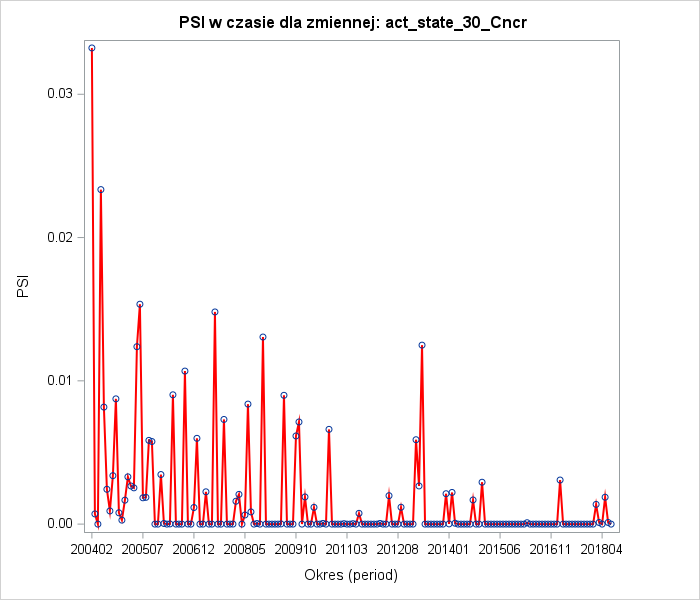 PSI w czasie dla zmiennej: act_state_30_Cncr
PSI
0.03
0.02
0.01
0.00
200402 200507 200612 200805 200910 201103 201208 201401 201506 201611 201804
Okres (period)